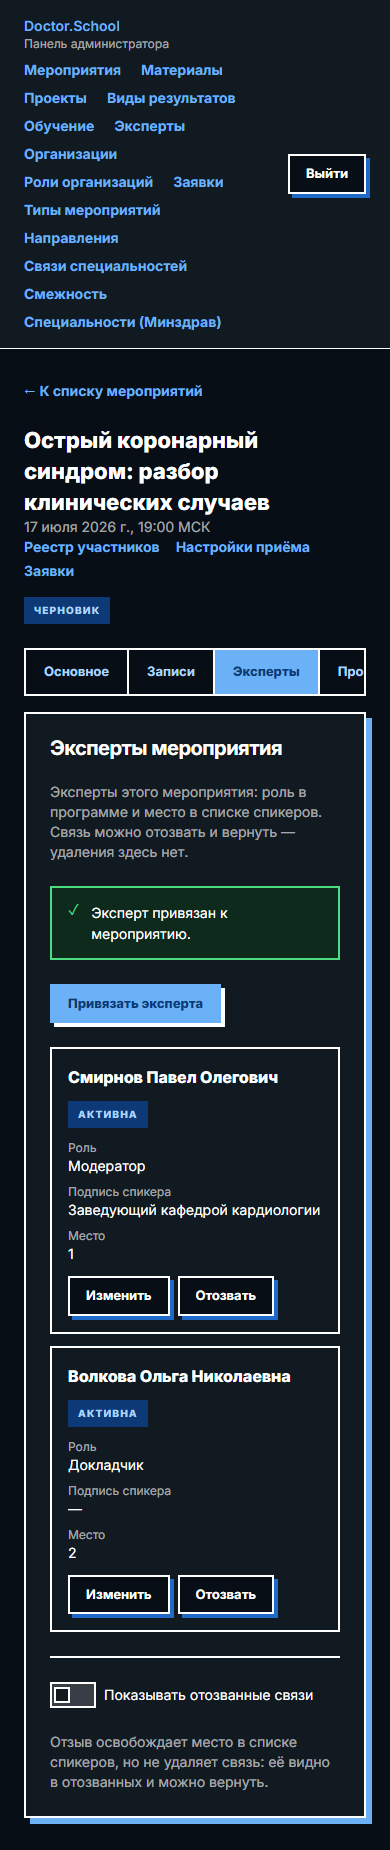 Doctor.School
Панель администратора
Мероприятия Материалы
Проекты Виды результатов
Обучение Эксперты
Организации
Роли организаций Заявки
Типы мероприятий
Направления
Связи специальностей
Смежность
Специальности (Минздрав)
Выйти
← К списку мероприятий
Острый коронарный
синдром: разбор
клинических случаев
17 июля 2026 г., 19:00 МСК
Реестр участников Настройки приёма
Заявки
ЧЕРНОВИК
Основное Записи Эксперты Про
Эксперты мероприятия
Эксперты этого мероприятия: роль в
программе и место в списке спикеров.
Связь можно отозвать и вернуть —
удаления здесь нет.
✓ Эксперт привязан к
мероприятию.
Привязать эксперта
Смирнов Павел Олегович
АКТИВНА
Роль
Модератор
Подпись спикера
Заведующий кафедрой кардиологии
Место
1
Изменить Отозвать
Волкова Ольга Николаевна
АКТИВНА
Роль
Докладчик
Подпись спикера
—
Место
2
Изменить Отозвать
Показывать отозванные связи
Отзыв освобождает место в списке
спикеров, но не удаляет связь: её видно
в отозванных и можно вернуть.